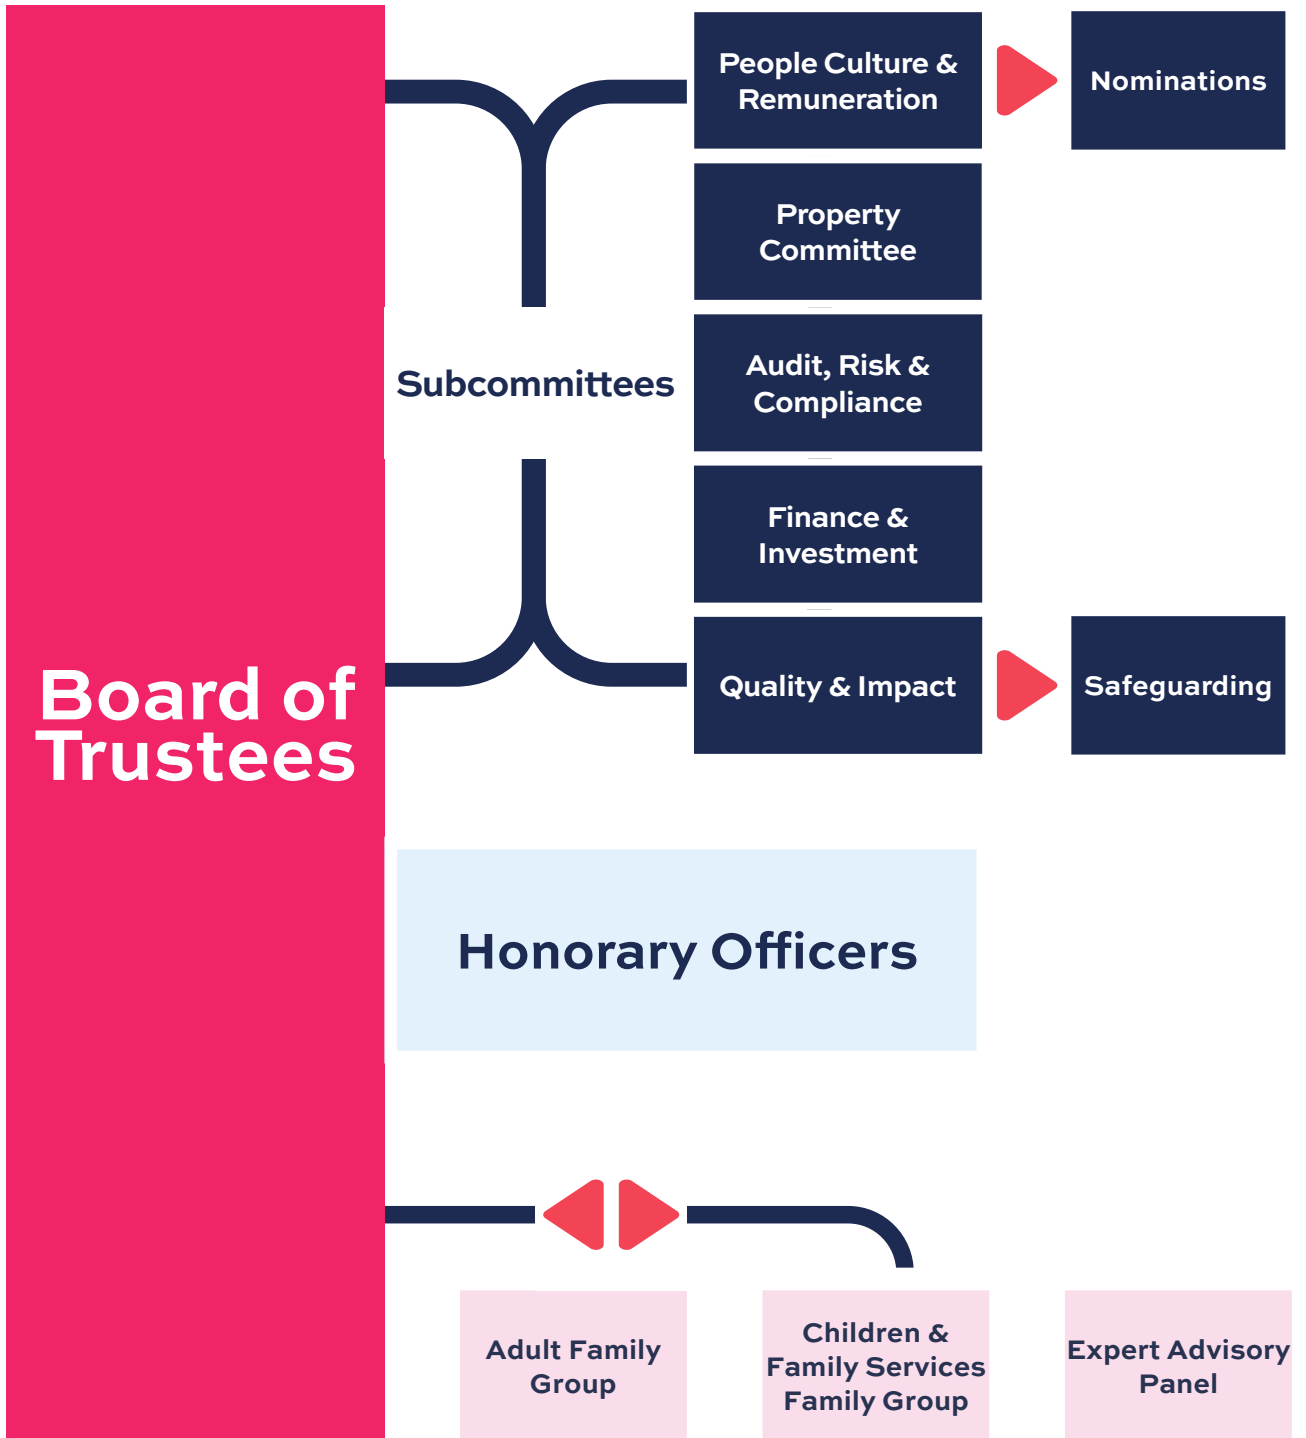 Board of
Trustees
Subcommittees
People Culture &
Remuneration
Nominations
Property
Committee
Audit, Risk &
Compliance
Finance &
Investment
Quality & Impact
Safeguarding
Honorary Officers
Adult Family
Group
Children &
Family Services
Family Group
Expert Advisory
Panel